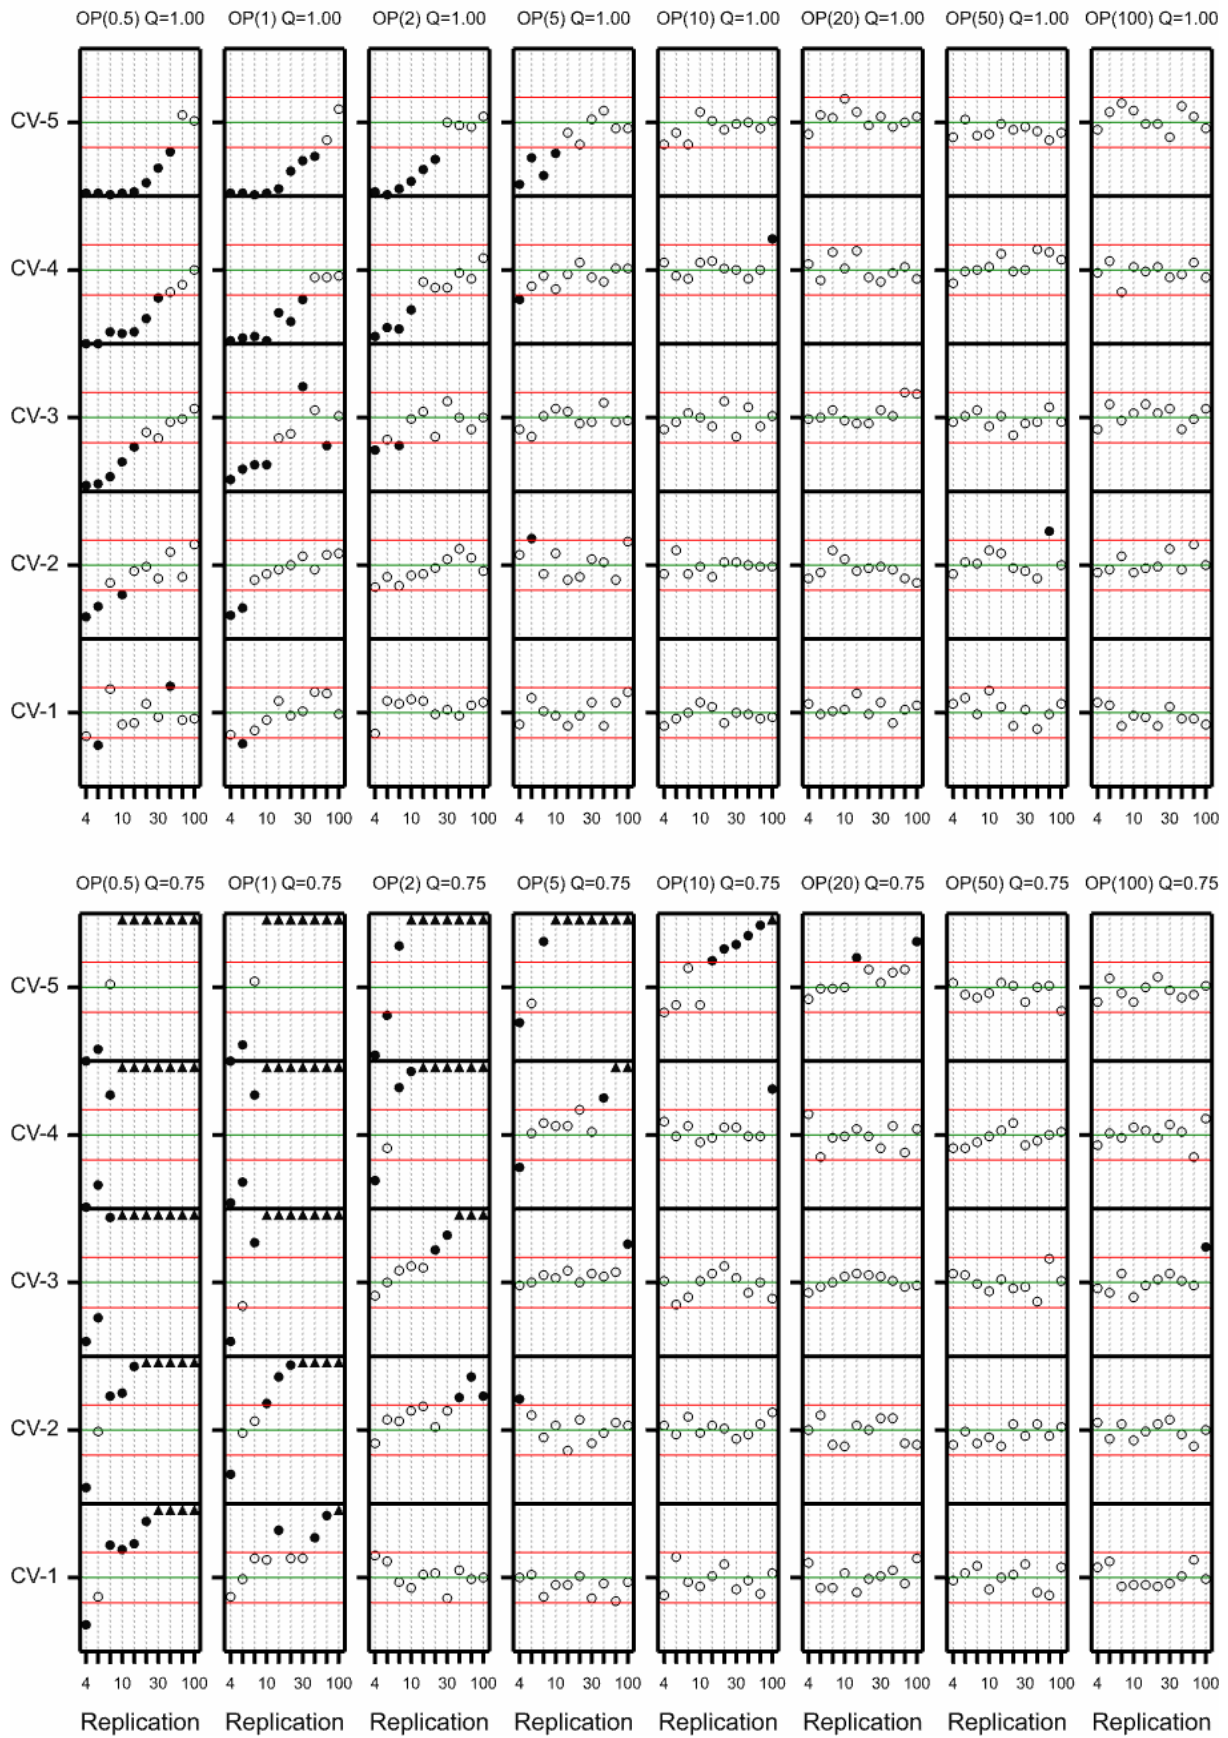 OP(0.5) Q=1.00 OP(1) Q=1.00 OP(2) Q=1.00 OP(5) Q=1.00 OP(10) Q=1.00 OP(20) Q=1.00 OP(50) Q=1.00 OP(100) Q=1.00
CV-5
CV-4
CV-3
CV-2
CV-1
4 10 30 100 4 10 30 100 4 10 30 100 4 10 30 100 4 10 30 100 4 10 30 100 4 10 30 100 4 10 30 100
OP(0.5) Q=0.75 OP(1) Q=0.75 OP(2) Q=0.75 OP(5) Q=0.75 OP(10) Q=0.75 OP(20) Q=0.75 OP(50) Q=0.75 OP(100) Q=0.75
CV-5
CV-4
CV-3
CV-2
CV-1
4 10 30 100 4 10 30 100 4 10 30 100 4 10 30 100 4 10 30 100 4 10 30 100 4 10 30 100 4 10 30 100
Replication Replication Replication Replication Replication Replication Replication Replication